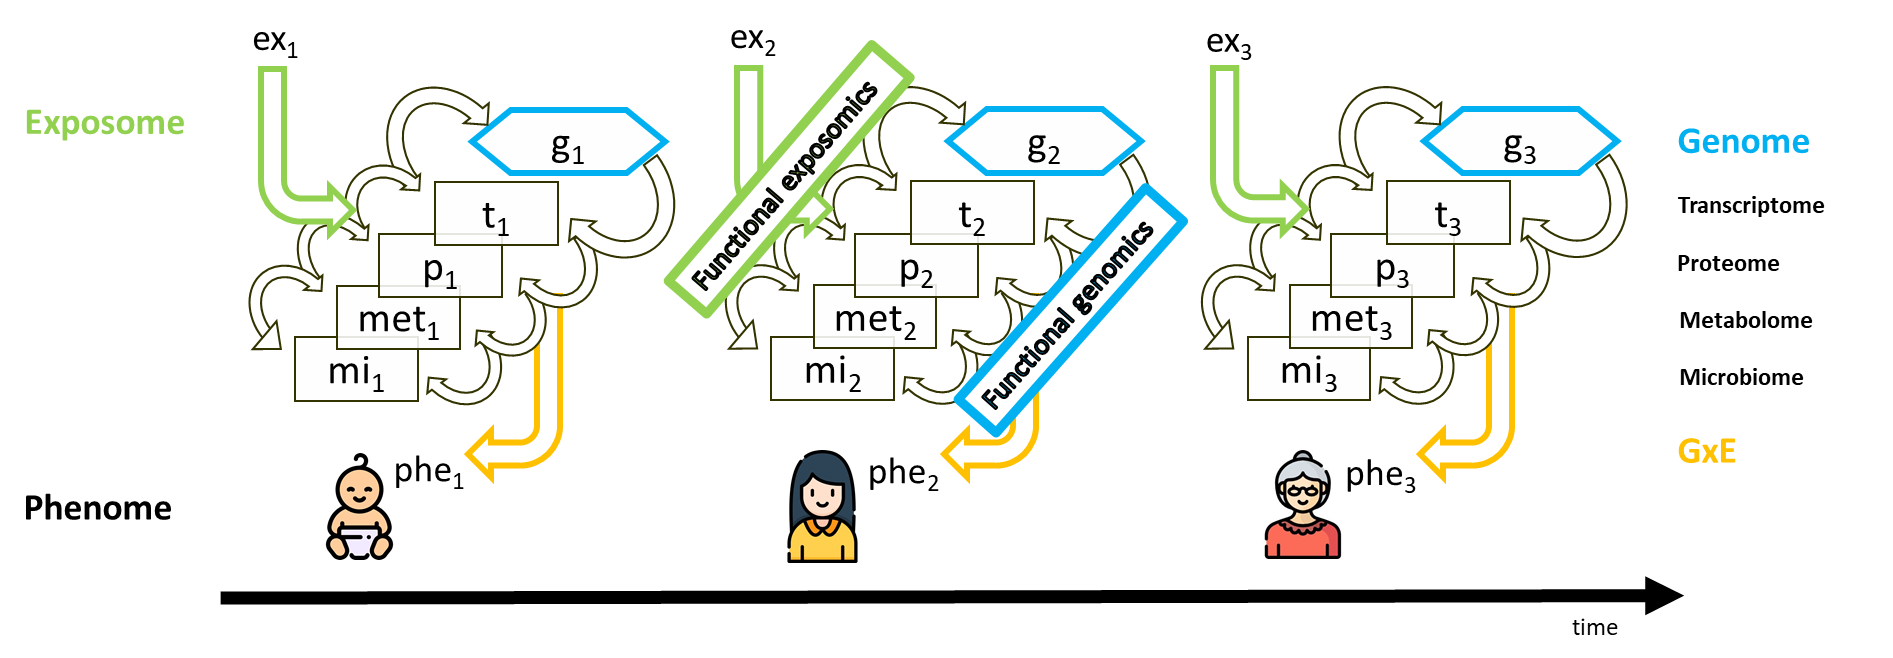 ex1
ex2
ex3
Exposome
g1
g2
g3
Genome
t1
t2
t3
Transcriptome
p1
p2
p3
Proteome
met1
met2
met3
Metabolome
mi1
mi2
mi3
Microbiome
Functional exposomics
Functional genomics
GxE
phe1
phe2
phe3
Phenome
time